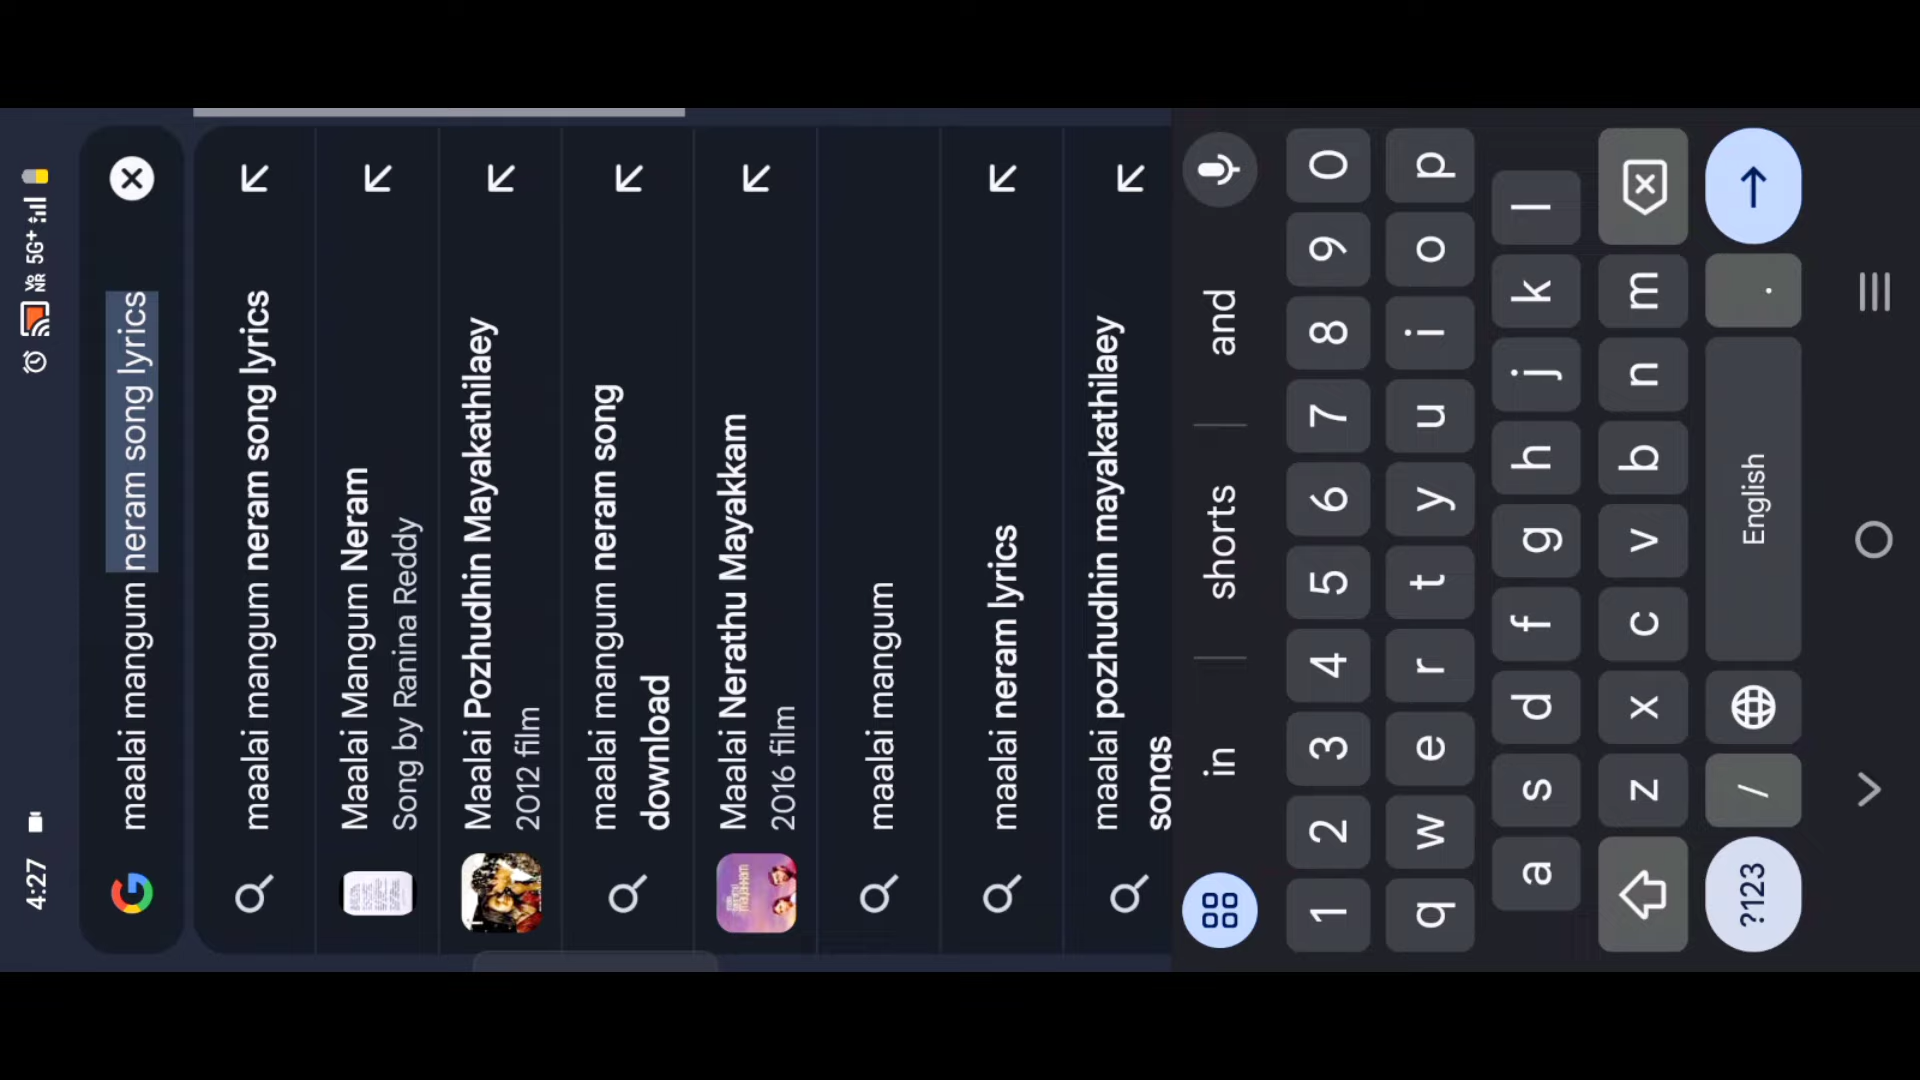 4:27
Vo NR 5G+
maalai mangum neram song lyrics
maalai mangum neram song lyrics
Maalai Mangum Neram
Song by Ranina Reddy
Maalai Pozhudhin Mayakathilaey
2012 film
maalai mangum neram song
download
Maalai Nerathu Mayakkam
2016 film
maalai mangum
maalai neram lyrics
maalai pozhudhin mayakathilaey
songs
in shorts and
1 2 3 4 5 6 7 8 9 0
q w e r t y u i o p
a s d f g h j k l
z x c v b n m
?123 / English .